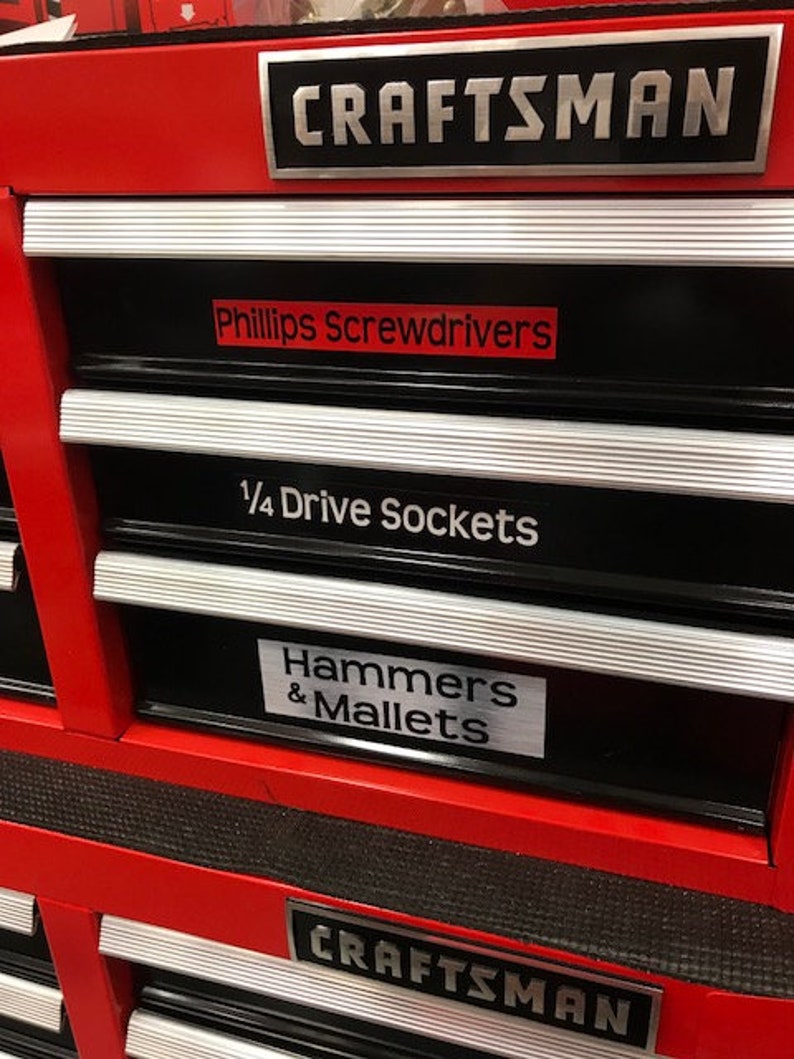 CRAFTSMAN
Phillips Screwdrivers
¼ Drive Sockets
Hammers
& Mallets
CRAFTSMAN